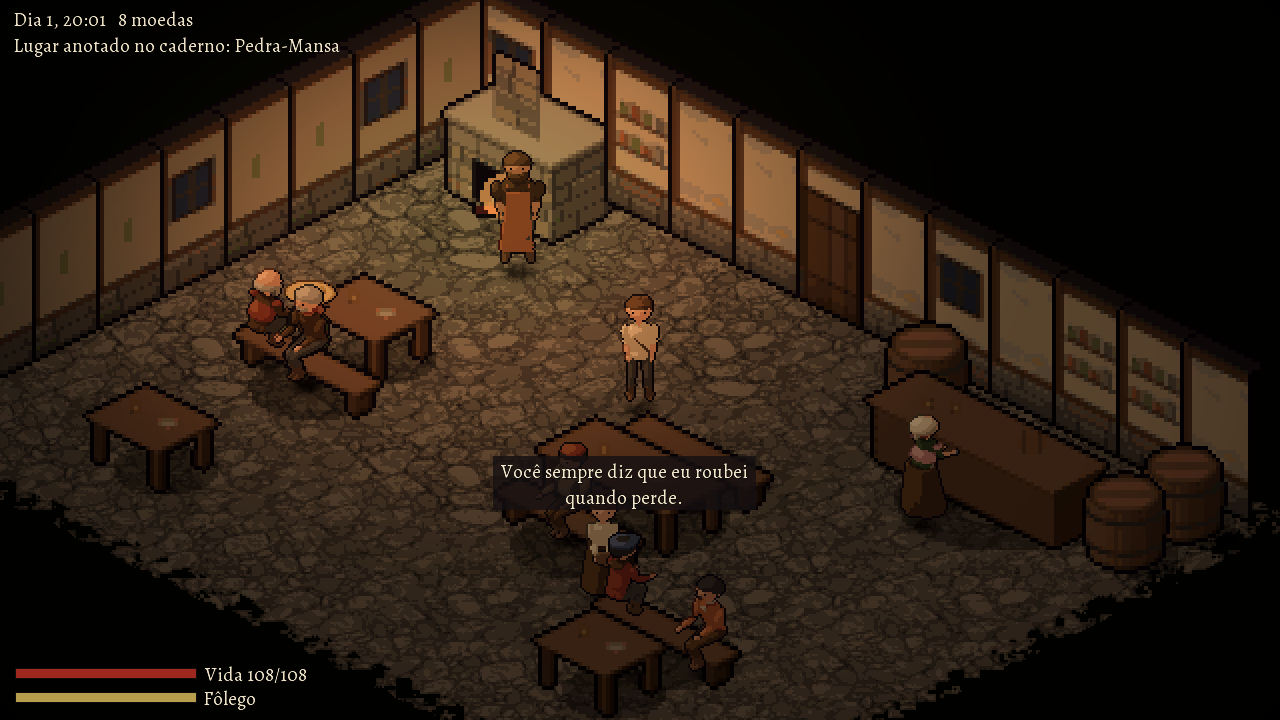 Dia 1, 20:01 8 moedas
Lugar anotado no caderno: Pedra-Mansa
Você sempre diz que eu roubei
quando perde.
Vida 108/108
Fôlego